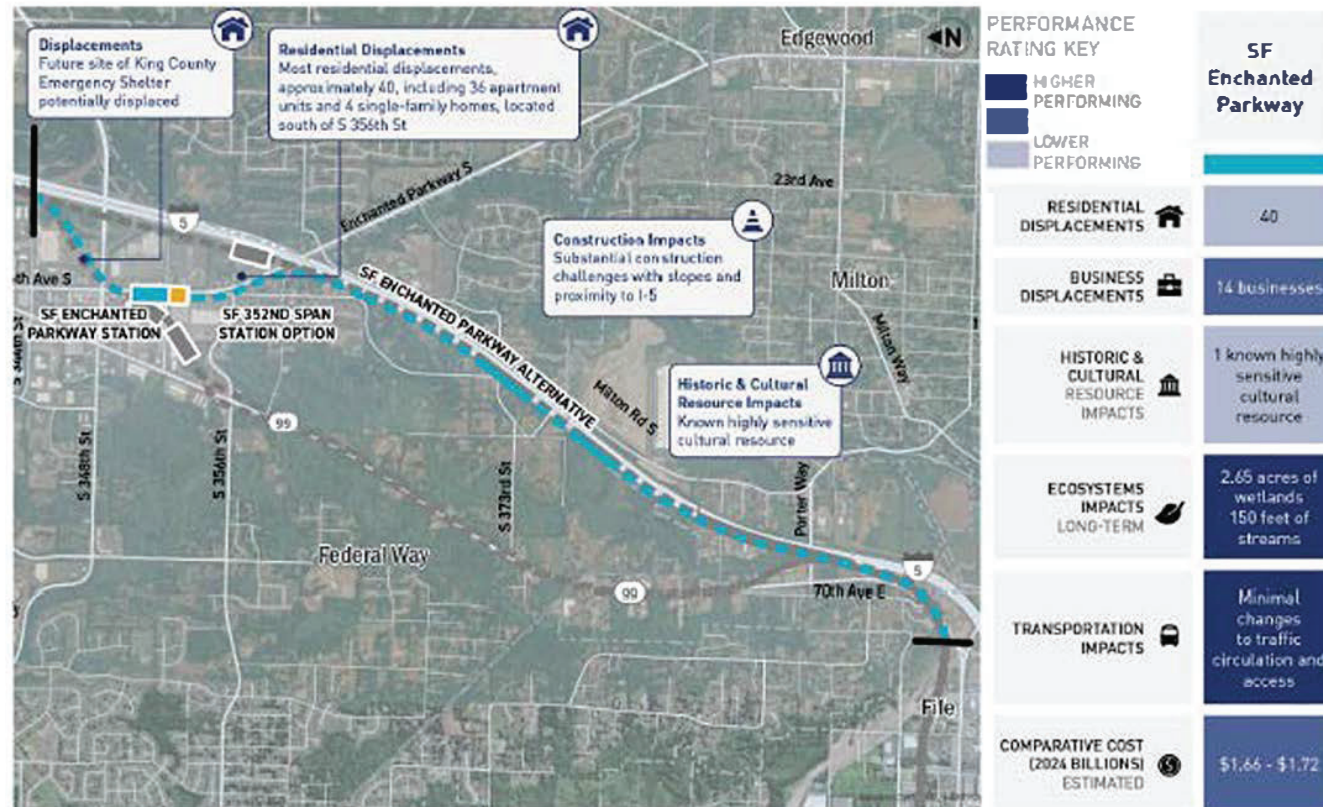 Displacements
Future site of King County
Emergency Shelter
potentially displaced
Residential Displacements
Most residential displacements,
approximately 40, including 36 apartment
units and 4 single-family homes, located
south of S 356th St
Edgewood
N
5
Enchanted Parkway S
23rd Ave
Construction Impacts
Substantial construction
challenges with slopes and
proximity to I-5
Milton
Milton Way
Ave S
SF ENCHANTED
PARKWAY STATION
SF 352ND SPAN
STATION OPTION
SF ENCHANTED PARKWAY ALTERNATIVE
Historic & Cultural
Resource Impacts
Known highly sensitive
cultural resource
Milton Rd S
99
S 348th St
S 356th St
S 373rd St
Porter Way
Federal Way
99
70th Ave E
5
Fife
PERFORMANCE
RATING KEY
HIGHER
PERFORMING
LOWER
PERFORMING
SF
Enchanted
Parkway
RESIDENTIAL
DISPLACEMENTS
40
BUSINESS
DISPLACEMENTS
14 businesses
HISTORIC &
CULTURAL
RESOURCE
IMPACTS
1 known highly
sensitive
cultural
resource
ECOSYSTEMS
IMPACTS
LONG-TERM
2.65 acres of
wetlands
150 feet of
streams
TRANSPORTATION
IMPACTS
Minimal
changes
to traffic
circulation and
access
COMPARATIVE COST
(2024 BILLIONS)
ESTIMATED
$
$1.66 - $1.72